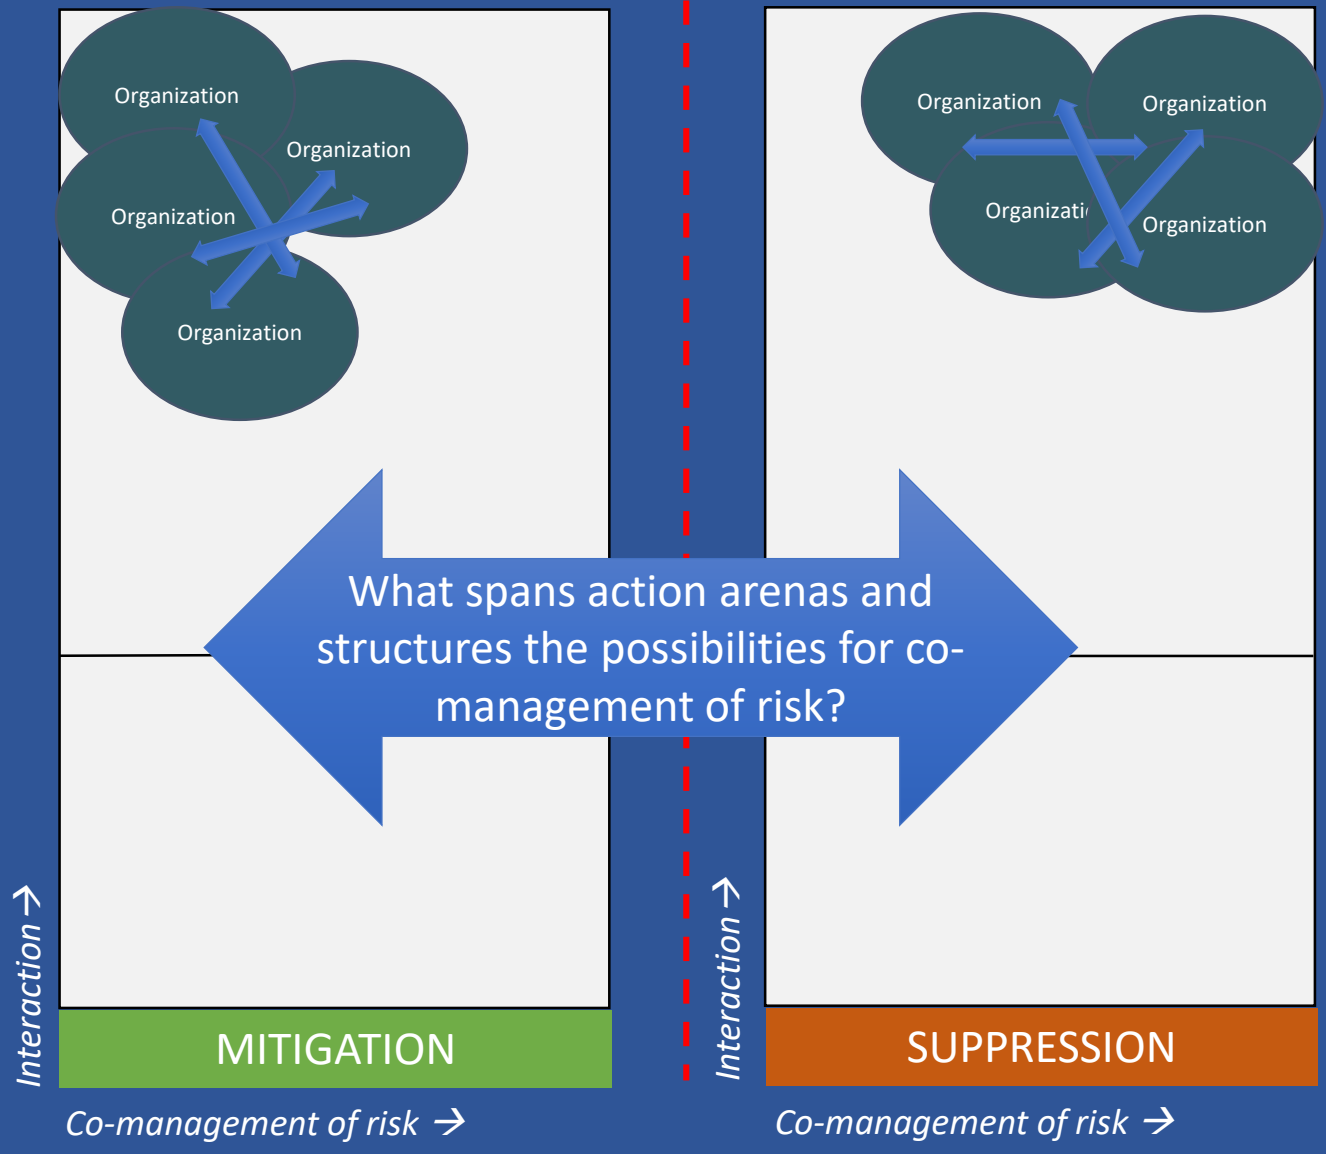 Organization
Organization
Organization
Organization
Organization
Organization
Organizati
Organization
What spans action arenas and
structures the possibilities for co-
management of risk?
Interaction →
Interaction →
MITIGATION
SUPPRESSION
Co-management of risk →
Co-management of risk →